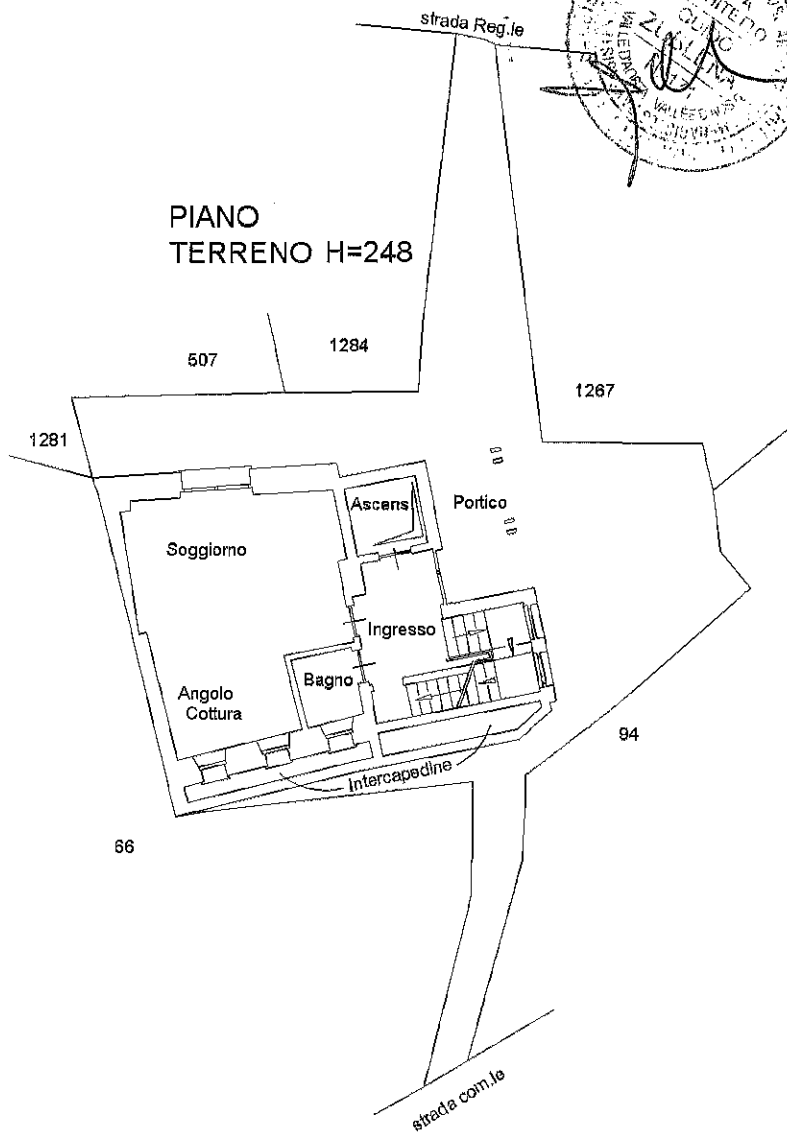 strada Reg.le
GUIDO
PIANO
TERRENO H=248
507
1284
1267
1281
Ascens
Portico
Soggiorno
Ingresso
Bagno
Angolo
Cottura
94
Intercapedine
66
strada com.le